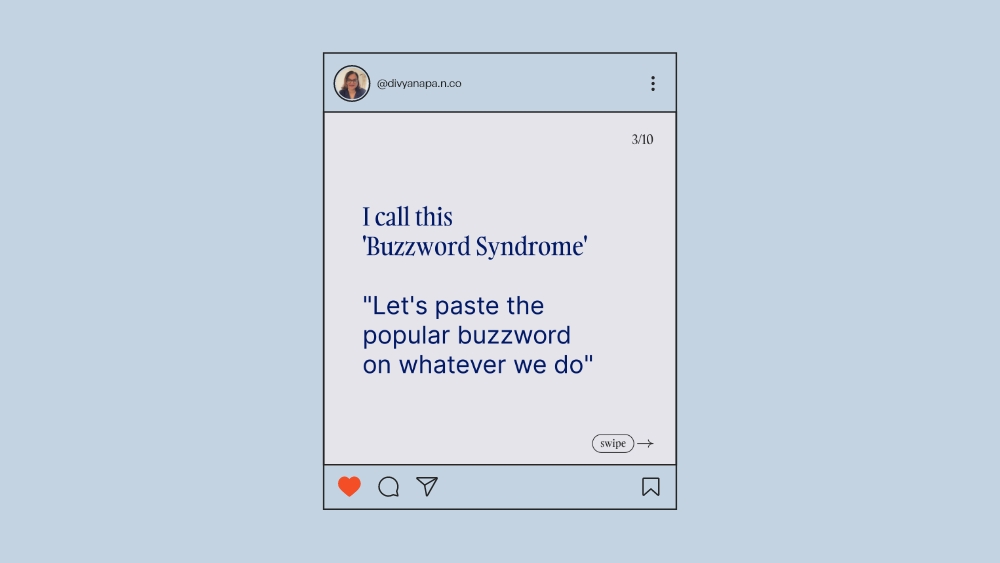 @divyanapa.n.co
3/10
I call this
'Buzzword Syndrome'
"Let's paste the
popular buzzword
on whatever we do"
swipe